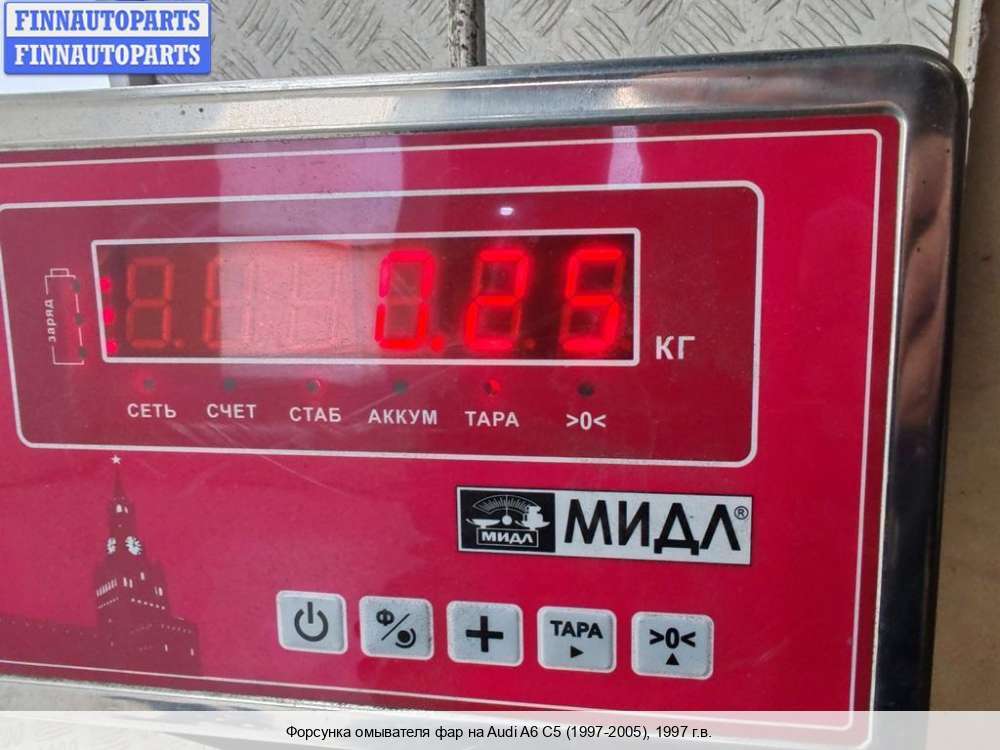 FINNAUTOPARTS
FINNAUTOPARTS
заряд
0.25
КГ
СЕТЬ СЧЕТ СТАБ АККУМ ТАРА >0<
МИДЛ
МИДЛ®
Ф
ТАРА
>0<
Форсунка омывателя фар на Audi A6 C5 (1997-2005), 1997 г.в.